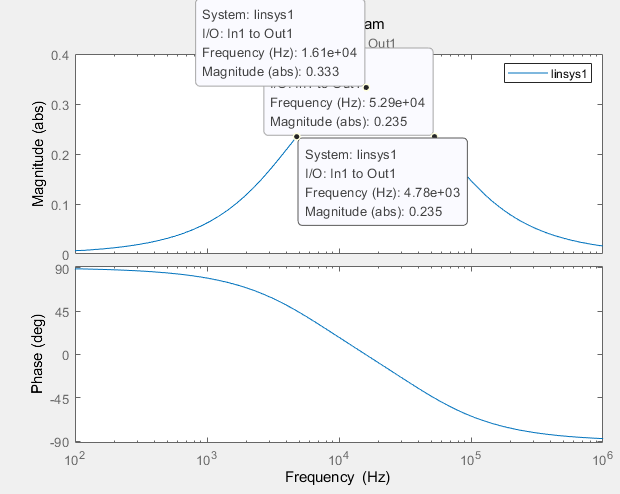 System: linsys1
I/O: In1 to Out1
Frequency (Hz): 1.61e+04
Magnitude (abs): 0.333
Out1
Frequency (Hz): 5.29e+04
Magnitude (abs): 0.235
System: linsys1
I/O: In1 to Out1
Frequency (Hz): 4.78e+03
Magnitude (abs): 0.235
linsys1
Magnitude (abs)
0.4
0.3
0.2
0.1
0
Phase (deg)
90
45
0
-45
-90
10^2
10^3
10^4
10^5
10^6
Frequency (Hz)